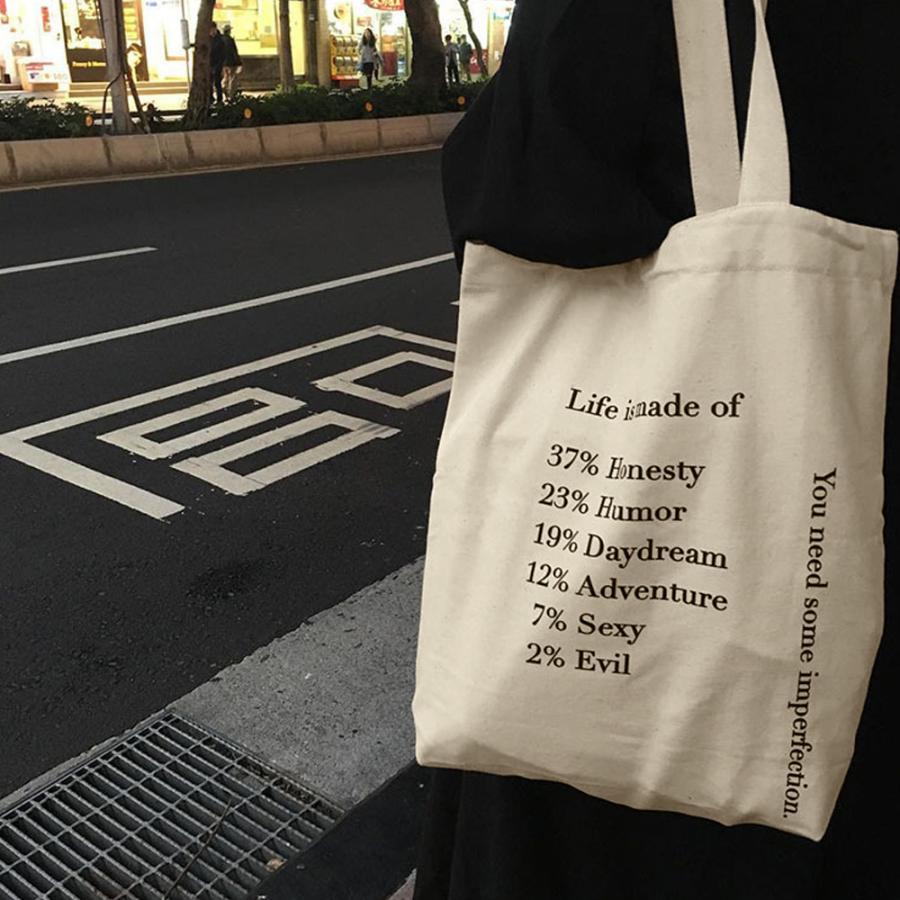 Life is made of
37% Honesty
23% Humor
19% Daydream
12% Adventure
7% Sexy
2% Evil
You need some imperfection.